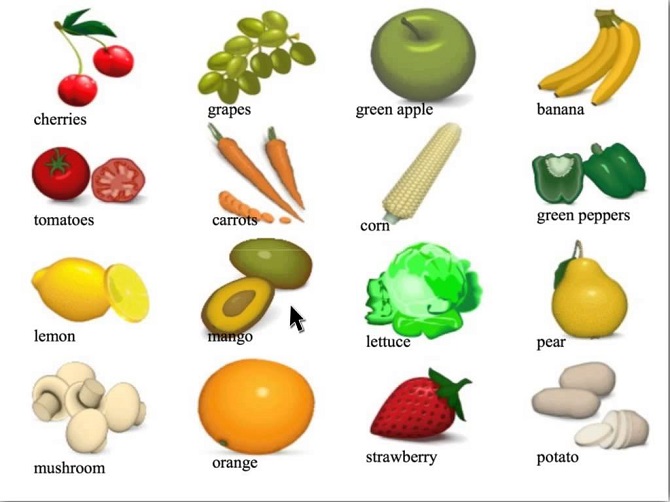 cherries
grapes
green apple
banana
tomatoes
carrots
corn
green peppers
lemon
mango
lettuce
pear
mushroom
orange
strawberry
potato